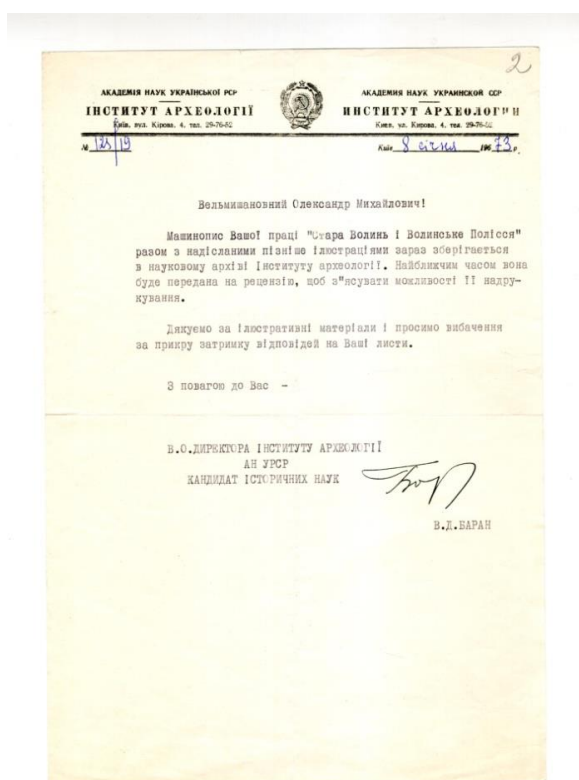 2
АКАДЕМІЯ НАУК УКРАЇНСЬКОЇ РСР
ІНСТИТУТ АРХЕОЛОГІЇ
Київ, вул. Кірова, 4, тел. 29-76-52
АКАДЕМИЯ НАУК УКРАИНСКОЙ ССР
ИНСТИТУТ АРХЕОЛОГИИ
Киев, ул. Кирова, 4, тел. 29-76-52
№ 125/19
Київ 8 січня 1973 р.
Вельмишановний Олександр Михайлович!
Машинопис Вашої праці "Стара Волинь і Волинське Полісся"
разом з надісланими пізніше ілюстраціями зараз зберігається
в науковому архіві Інституту археології. Найближчим часом вона
буде передана на рецензію, щоб з"ясувати можливості її надру-
кування.
Дякуємо за ілюстративні матеріали і просимо вибачення
за прикру затримку відповідей на Ваші листи.
З повагою до Вас -
В.О.ДИРЕКТОРА ІНСТИТУТУ АРХЕОЛОГІЇ
АН УРСР
КАНДИДАТ ІСТОРИЧНИХ НАУК
В.Д.БАРАН